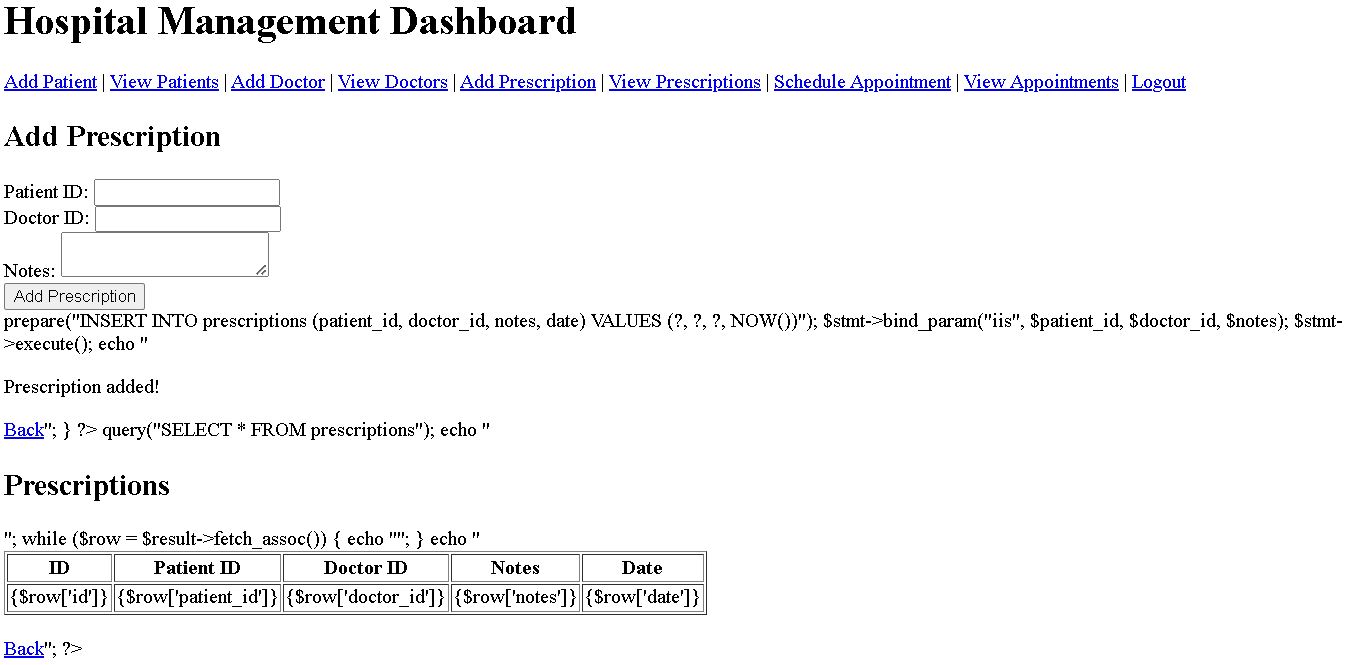 Hospital Management Dashboard
Add Patient | View Patients | Add Doctor | View Doctors | Add Prescription | View Prescriptions | Schedule Appointment | View Appointments | Logout
Add Prescription
Patient ID:
Doctor ID:
Notes:
Add Prescription
prepare("INSERT INTO prescriptions (patient_id, doctor_id, notes, date) VALUES (?, ?, ?, NOW())"); $stmt->bind_param("iis", $patient_id, $doctor_id, $notes); $stmt-
>execute(); echo "
Prescription added!
Back"; } ?> query("SELECT * FROM prescriptions"); echo "
Prescriptions
"; while ($row = $result->fetch_assoc()) { echo ""; } echo "
ID Patient ID Doctor ID Notes Date
{$row['id']} {$row['patient_id']} {$row['doctor_id']} {$row['notes']} {$row['date']}
Back"; ?>